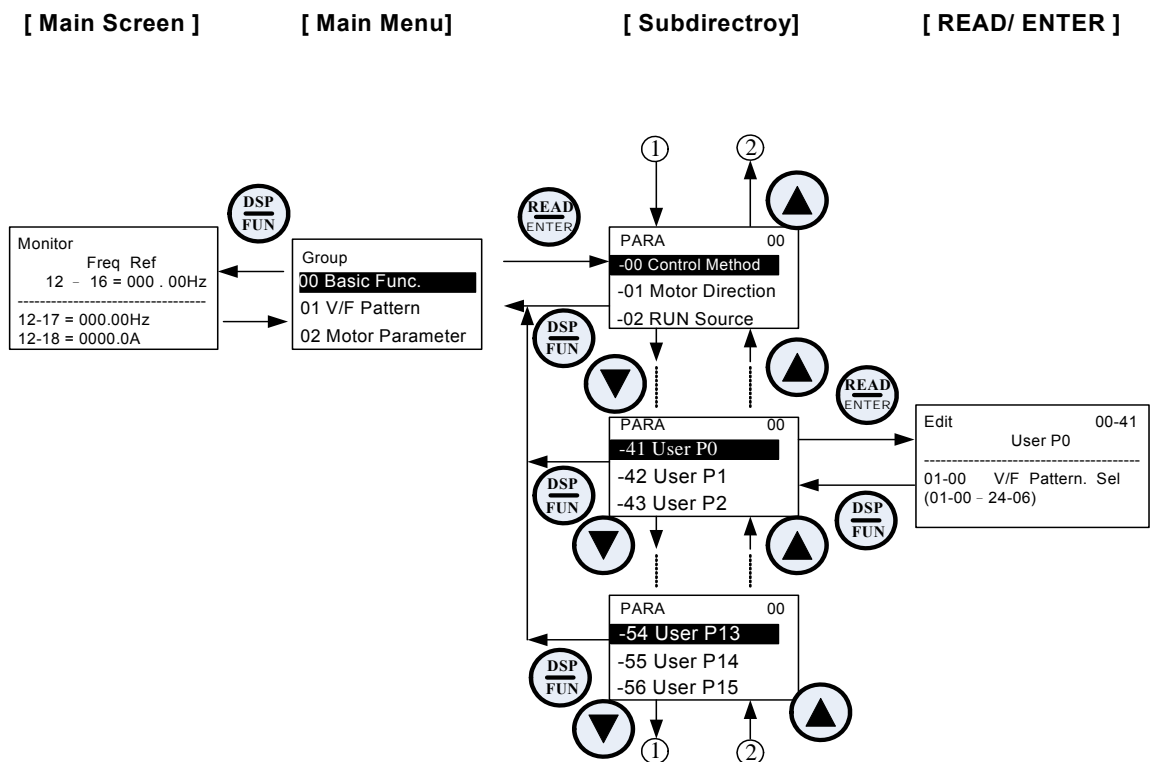 [ Main Screen ]
[ Main Menu]
[ Subdirectroy]
[ READ/ ENTER ]
1
2
DSP
FUN
Monitor
Freq Ref
12 – 16 = 000 . 00Hz
-----------------------------------
12-17 = 000.00Hz
12-18 = 0000.0A
Group
00 Basic Func.
01 V/F Pattern
02 Motor Parameter
READ
ENTER
PARA 00
-00 Control Method
-01 Motor Direction
-02 RUN Source
DSP
FUN
READ
ENTER
PARA 00
-41 User P0
-42 User P1
-43 User P2
DSP
FUN
Edit 00-41
User P0
----------------------------------------
01-00 V/F Pattern. Sel
(01-00 – 24-06)
DSP
FUN
PARA 00
-54 User P13
-55 User P14
-56 User P15
DSP
FUN
1
2